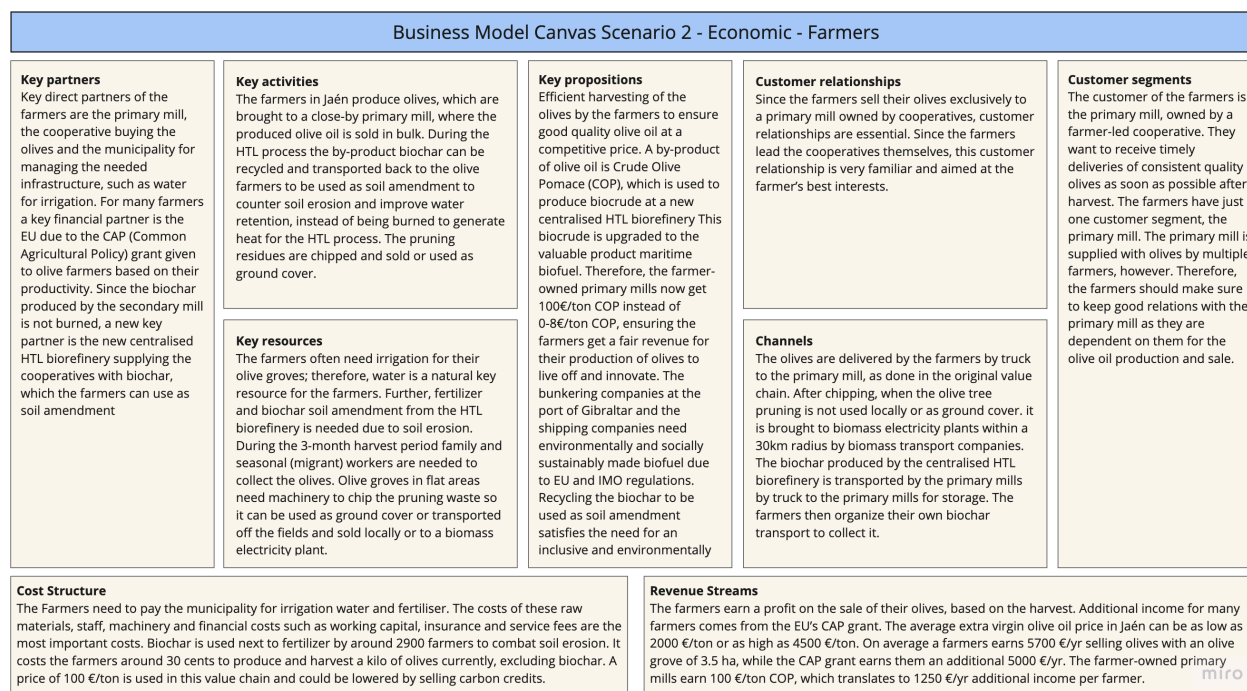 Business Model Canvas Scenario 2 - Economic - Farmers
Key partners
Key direct partners of the
farmers are the primary mill,
the cooperative buying the
olives and the municipality for
managing the needed
infrastructure, such as water
for irrigation. For many farmers
a key financial partner is the
EU due to the CAP (Common
Agricultural Policy) grant given
to olive farmers based on their
productivity. Since the biochar
produced by the secondary mill
is not burned, a new key
partner is the new centralised
HTL biorefinery supplying the
cooperatives with biochar,
which the farmers can use as
soil amendment
Key activities
The farmers in Jaén produce olives, which are
brought to a close-by primary mill, where the
produced olive oil is sold in bulk. During the
HTL process the by-product biochar can be
recycled and transported back to the olive
farmers to be used as soil amendment to
counter soil erosion and improve water
retention, instead of being burned to generate
heat for the HTL process. The pruning
residues are chipped and sold or used as
ground cover.
Key resources
The farmers often need irrigation for their
olive groves; therefore, water is a natural key
resource for the farmers. Further, fertilizer
and biochar soil amendment from the HTL
biorefinery is needed due to soil erosion.
During the 3-month harvest period family and
seasonal (migrant) workers are needed to
collect the olives. Olive groves in flat areas
need machinery to chip the pruning waste so
it can be used as ground cover or transported
off the fields and sold locally or to a biomass
electricity plant.
Key propositions
Efficient harvesting of the
olives by the farmers to ensure
good quality olive oil at a
competitive price. A by-product
of olive oil is Crude Olive
Pomace (COP), which is used to
produce biocrude at a new
centralised HTL biorefinery This
biocrude is upgraded to the
valuable product maritime
biofuel. Therefore, the farmer-
owned primary mills now get
100€/ton COP instead of
0-8€/ton COP, ensuring the
farmers get a fair revenue for
their production of olives to
live off and innovate. The
bunkering companies at the
port of Gibraltar and the
shipping companies need
environmentally and socially
sustainably made biofuel due
to EU and IMO regulations.
Recycling the biochar to be
used as soil amendment
satisfies the need for an
inclusive and environmentally
Customer relationships
Since the farmers sell their olives exclusively to
a primary mill owned by cooperatives, customer
relationships are essential. Since the farmers
lead the cooperatives themselves, this customer
relationship is very familiar and aimed at the
farmer's best interests.
Channels
The olives are delivered by the farmers by truck
to the primary mill, as done in the original value
chain. After chipping, when the olive tree
pruning is not used locally or as ground cover. it
is brought to biomass electricity plants within a
30km radius by biomass transport companies.
The biochar produced by the centralised HTL
biorefinery is transported by the primary mills
by truck to the primary mills for storage. The
farmers then organize their own biochar
transport to collect it.
Customer segments
The customer of the farmers is
the primary mill, owned by a
farmer-led cooperative. They
want to receive timely
deliveries of consistent quality
olives as soon as possible after
harvest. The farmers have just
one customer segment, the
primary mill. The primary mill is
supplied with olives by multiple
farmers, however. Therefore,
the farmers should make sure
to keep good relations with the
primary mill as they are
dependent on them for the
olive oil production and sale.
Cost Structure
The Farmers need to pay the municipality for irrigation water and fertiliser. The costs of these raw
materials, staff, machinery and financial costs such as working capital, insurance and service fees are the
most important costs. Biochar is used next to fertilizer by around 2900 farmers to combat soil erosion. It
costs the farmers around 30 cents to produce and harvest a kilo of olives currently, excluding biochar. A
price of 100 €/ton is used in this value chain and could be lowered by selling carbon credits.
Revenue Streams
The farmers earn a profit on the sale of their olives, based on the harvest. Additional income for many
farmers comes from the EU's CAP grant. The average extra virgin olive oil price in Jaén can be as low as
2000 €/ton or as high as 4500 €/ton. On average a farmers earns 5700 €/yr selling olives with an olive
grove of 3.5 ha, while the CAP grant earns them an additional 5000 €/yr. The farmer-owned primary
mills earn 100 €/ton COP, which translates to 1250 €/yr additional income per farmer.
miro